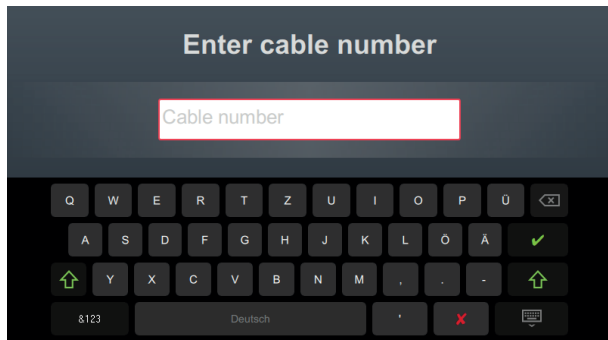 Enter cable number
Cable number
Q W E R T Z U I O P Ü
A S D F G H J K L Ö Ä
Y X C V B N M , . -
&123 Deutsch '